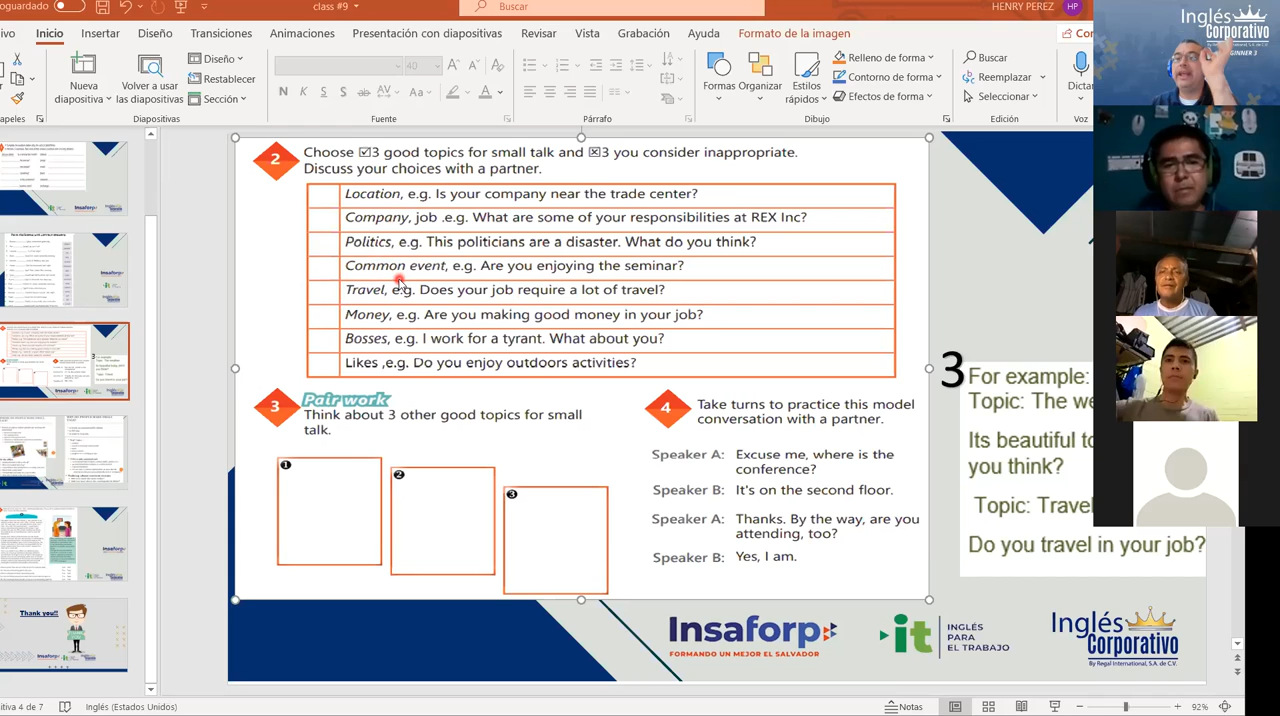 oguardado
class #9
Buscar
HENRY PEREZ
HP
Inicio
Insertar
Diseño
Transiciones
Animaciones
Presentación con diapositivas
Revisar
Vista
Grabación
Ayuda
Formato de la imagen
Nueva diapositiva
Volver a usar las diapositivas
Diseño
Restablecer
Sección
40
Formas
Organizar
Estilos rápidos
Relleno de forma
Contorno de forma
Efectos de forma
Buscar
Reemplazar
Seleccionar
Dictar
Diapositivas
Fuente
Párrafo
Dibujo
Edición
Voz
Inglés
Corporativo
By Regal International, S.A. de C.V.
2
Choose ☑3 good topics for small talk and ☒3 you consider inappropriate.
Discuss your choices with a partner.
Location, e.g. Is your company near the trade center?
Company, job .e.g. What are some of your responsibilities at REX Inc?
Politics, e.g. This politicians are a disaster. What do you think?
Common event, e.g. Are you enjoying the seminar?
Travel, e.g. Does your job require a lot of travel?
Money, e.g. Are you making good money in your job?
Bosses, e.g. I work for a tyrant. What about you?
Likes ,e.g. Do you enjoy outdoors activities?
3
Pair work
Think about 3 other good topics for small
talk.
1
2
3
4
Take turns to practice this model
conversation with a partner.
Speaker A: Excuse me, where is the
conference?
Speaker B: It's on the second floor.
Speaker A: Thanks. By the way, are you
attending, too?
Speaker B: Yes, I am.
3
For example:
Topic: The we
Its beautiful to
you think?
Topic: Travel
Do you travel in your job?
Insaforp
FORMANDO UN MEJOR EL SALVADOR
it
INGLÉS
PARA
EL TRABAJO
Inglés
Corporativo
By Regal International, S.A. de C.V.
Thank you!!
Insaforp
itiva 4 de 7
Inglés (Estados Unidos)
Notas
92%